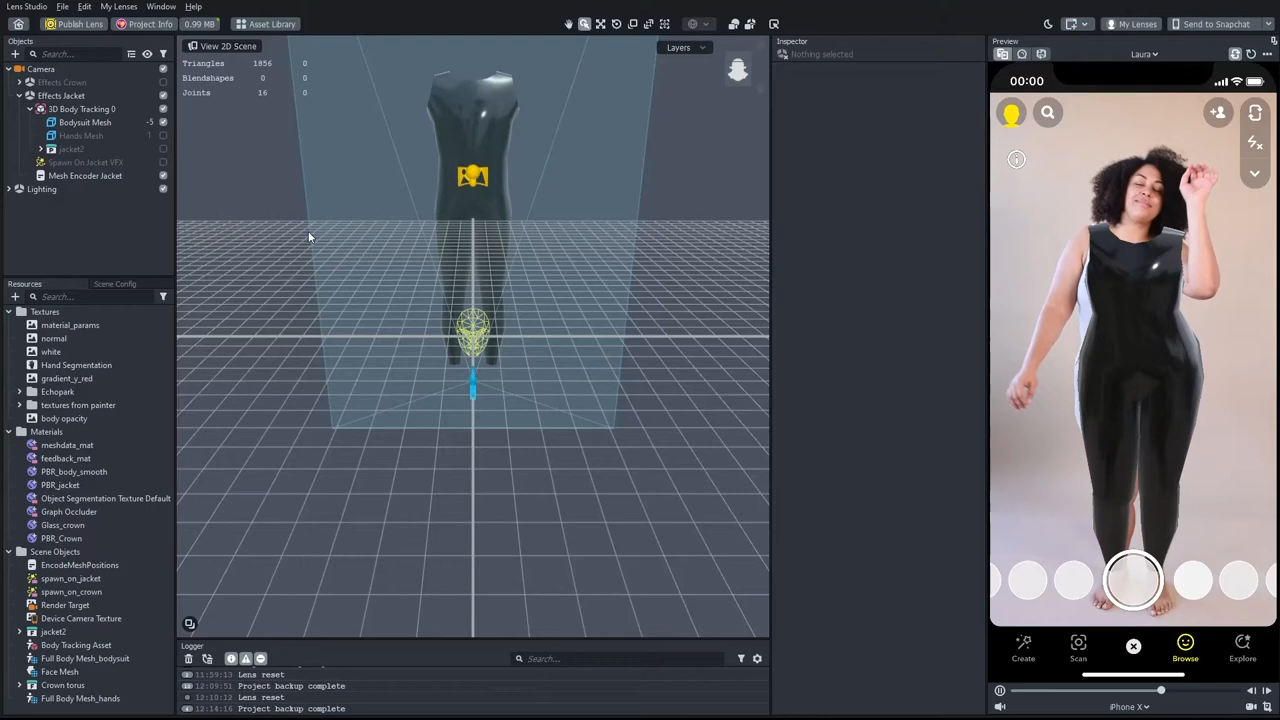 Lens Studio File Edit My Lenses Window Help
Publish Lens Project Info 0.99 MB Asset Library My Lenses Send to Snapchat
Objects
Search...
Camera
Effects Crown
Effects Jacket
3D Body Tracking 0
Bodysuit Mesh -5
Hands Mesh 1
jacket2
Spawn On Jacket VFX
Mesh Encoder Jacket
Lighting
Resources Scene Config
Search...
Textures
material_params
normal
white
Hand Segmentation
gradient_y_red
Echopark
textures from painter
body opacity
Materials
meshdata_mat
feedback_mat
PBR_body_smooth
PBR_jacket
Object Segmentation Texture Default
Graph Occluder
Glass_crown
PBR_Crown
Scene Objects
EncodeMeshPositions
spawn_on_jacket
spawn_on_crown
Render Target
Device Camera Texture
jacket2
Body Tracking Asset
Full Body Mesh_bodysuit
Face Mesh
Crown torus
Full Body Mesh_hands
View 2D Scene Layers
Triangles 1856 0
Blendshapes 0 0
Joints 16 0
Logger
Search...
11:59:13 Lens reset
12:09:51 Project backup complete
12:10:12 Lens reset
12:14:16 Project backup complete
Inspector
Nothing selected
Preview
Laura
00:00
Create Scan Browse Explore
iPhone X